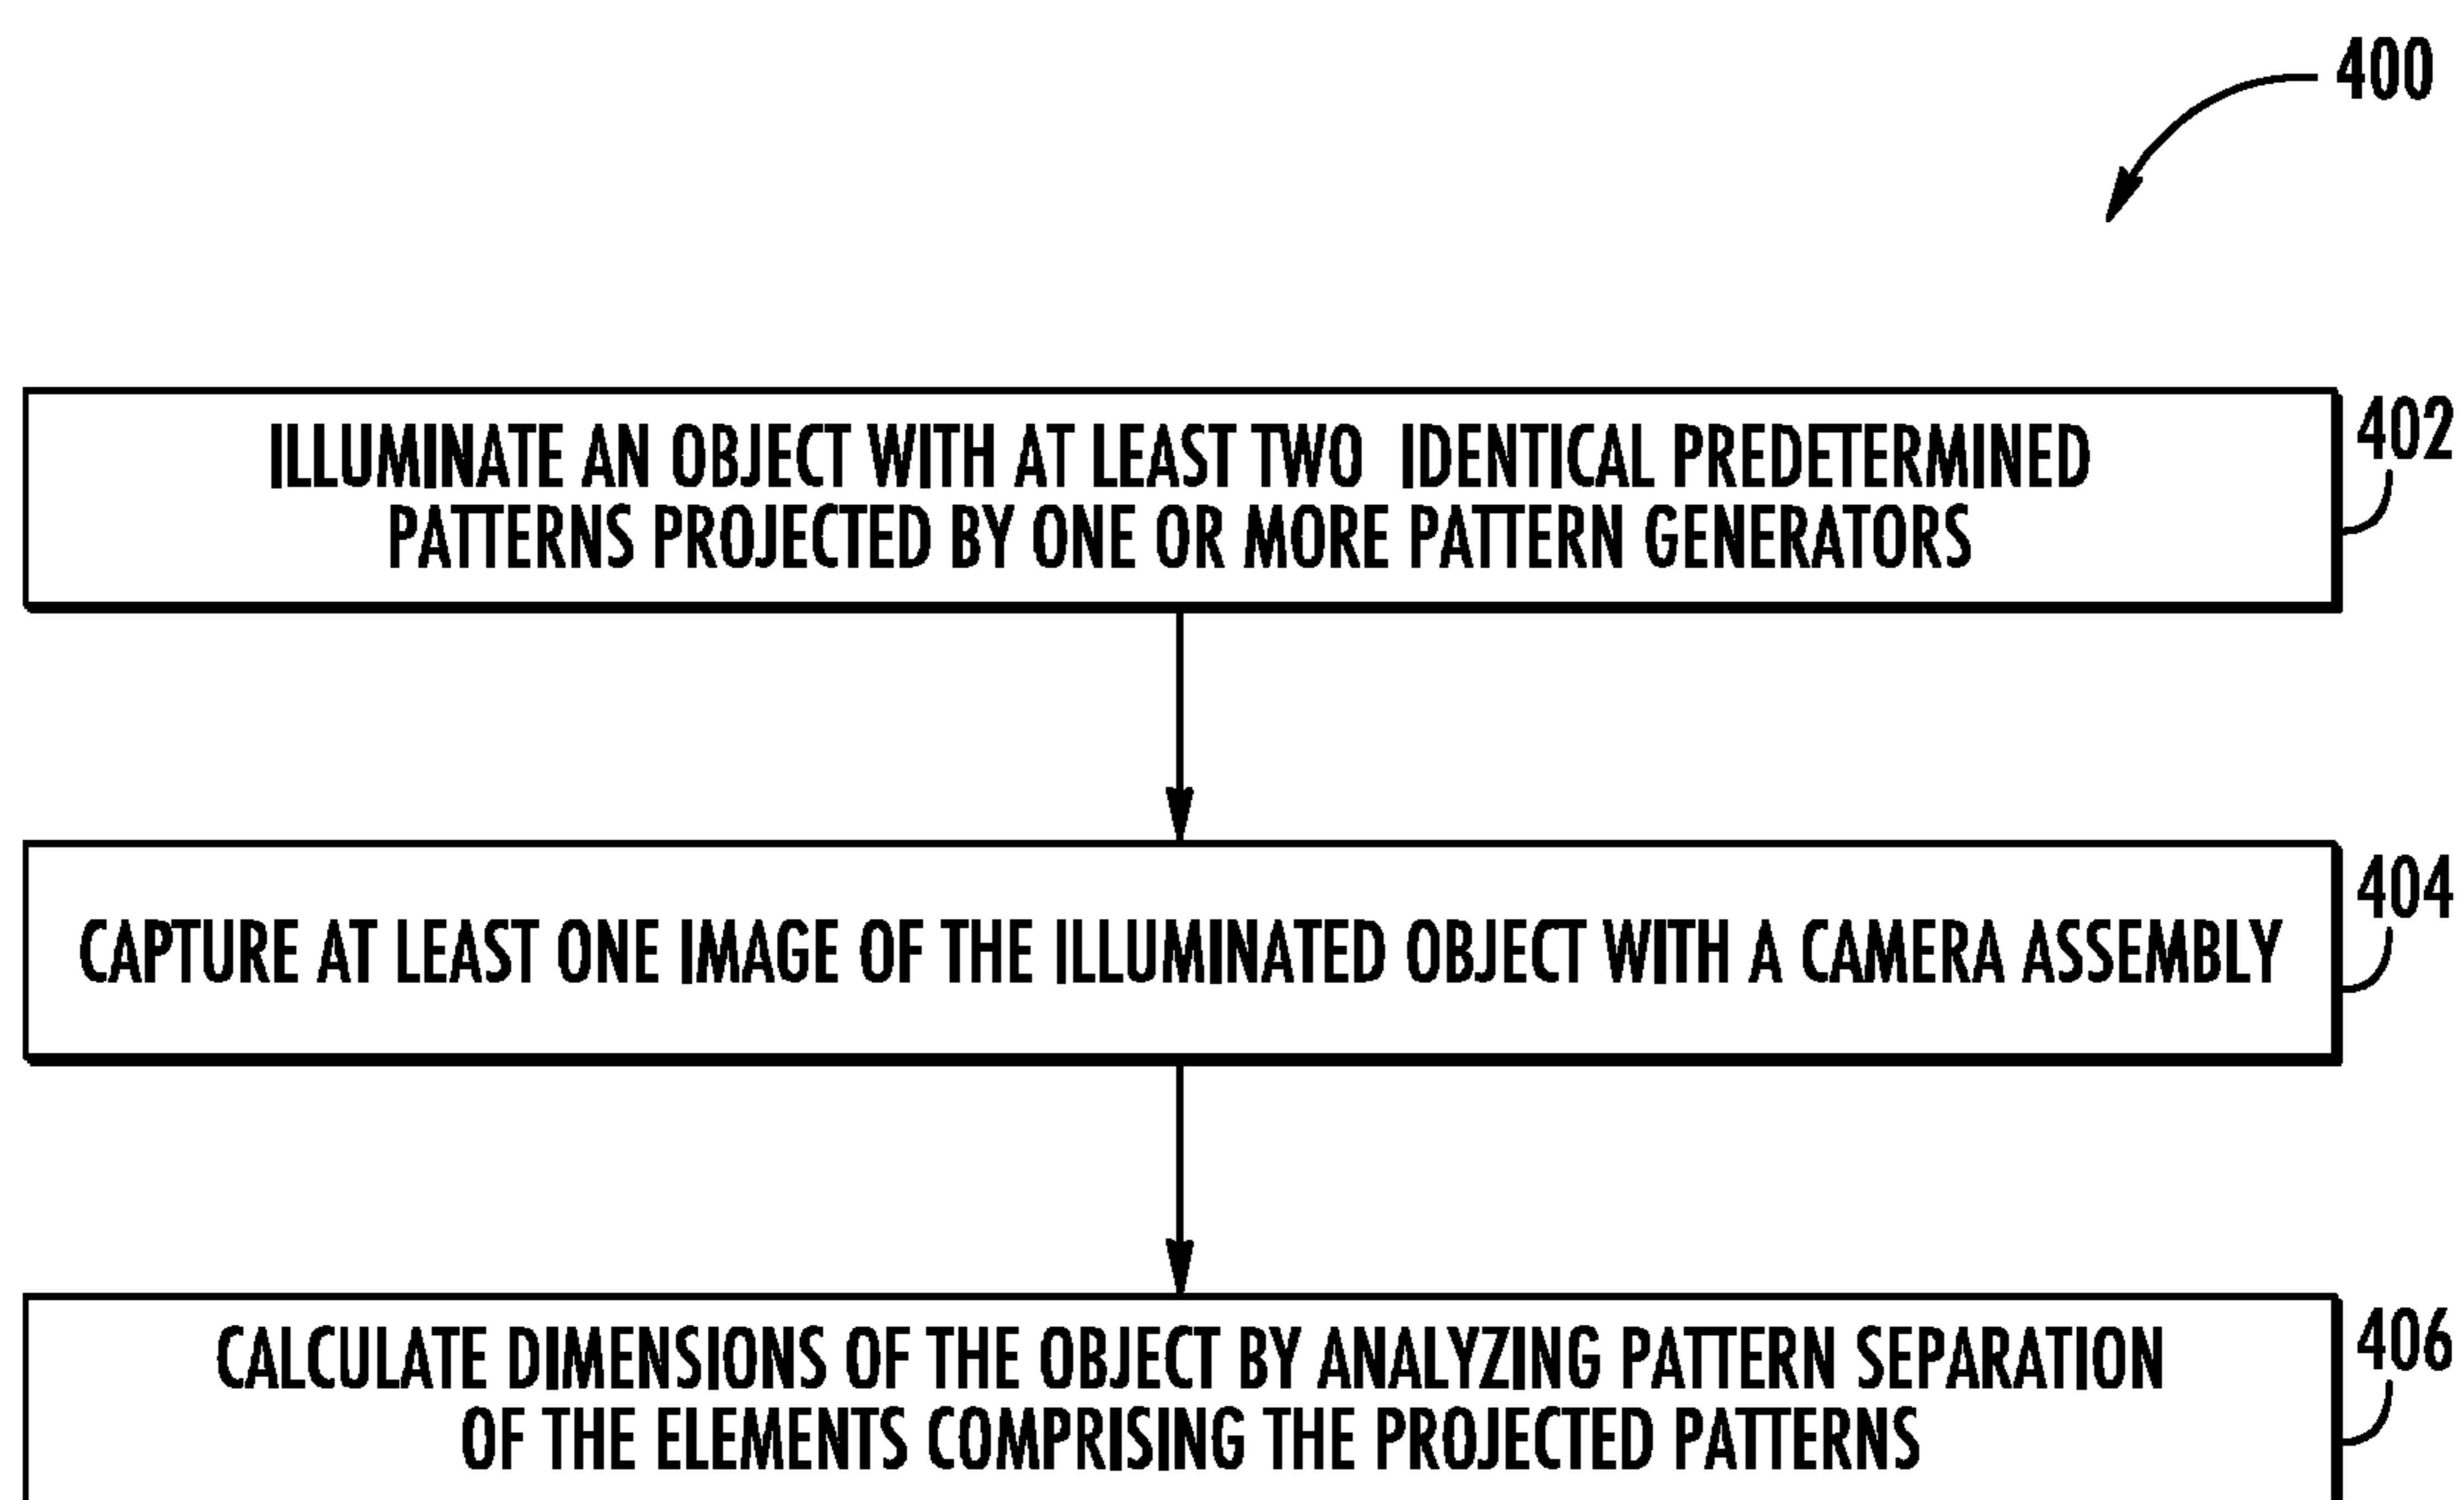 400
ILLUMINATE AN OBJECT WITH AT LEAST TWO IDENTICAL PREDETERMINED
PATTERNS PROJECTED BY ONE OR MORE PATTERN GENERATORS
402
CAPTURE AT LEAST ONE IMAGE OF THE ILLUMINATED OBJECT WITH A CAMERA ASSEMBLY
404
CALCULATE DIMENSIONS OF THE OBJECT BY ANALYZING PATTERN SEPARATION
OF THE ELEMENTS COMPRISING THE PROJECTED PATTERNS
406